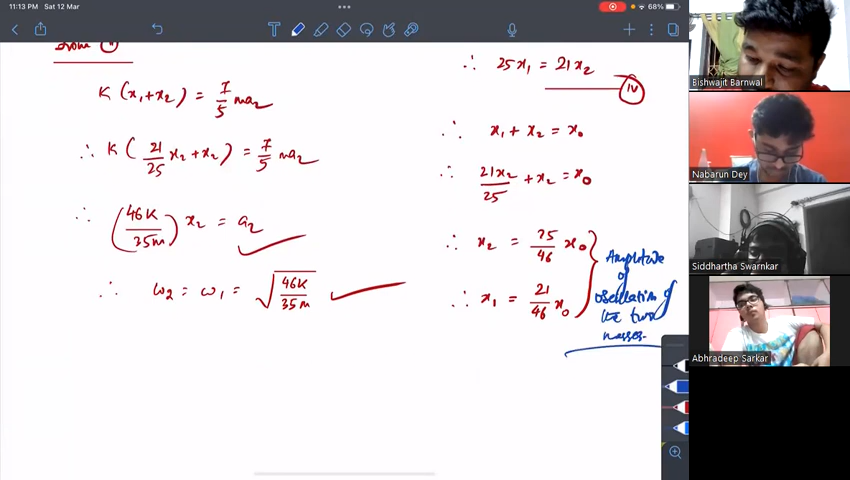 11:13 PM Sat 12 Mar
68%
from (ii)
K(x₁+x₂) = 7/5 ma₂
∴ K(21/25 x₂+x₂) = 7/5 ma₂
∴ (46K/35m) x₂ = a₂
∴ ω₂ = ω₁ = √(46K/35m)
∴ 25x₁ = 21x₂
(iv)
∴ x₁ + x₂ = x₀
∴ 21x₂/25 + x₂ = x₀
∴ x₂ = 25/46 x₀
∴ x₁ = 21/46 x₀
Amplitude
of
oscillation of
the two
masses.
Bishwajit Barnwal
Nabarun Dey
Siddhartha Swarnkar
Abhradeep Sarkar